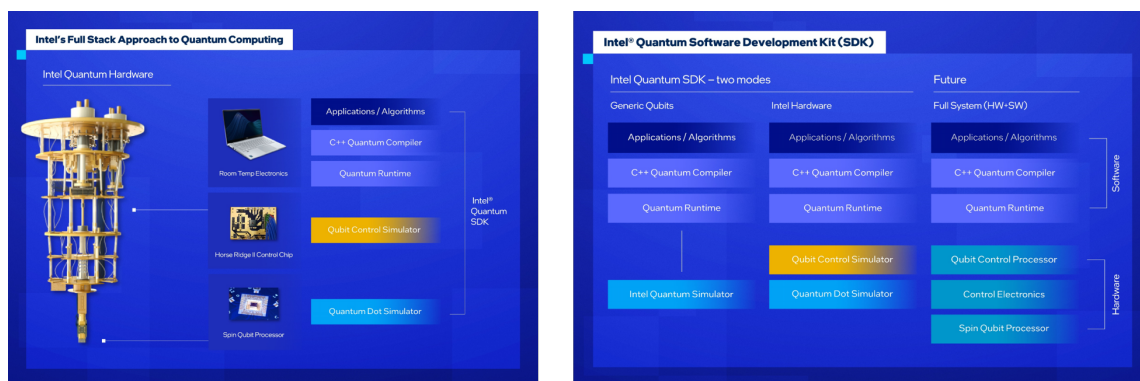 Intel's Full Stack Approach to Quantum Computing
Intel Quantum Hardware
Room Temp Electronics
Horse Ridge II Control Chip
Spin Qubit Processor
Applications / Algorithms
C++ Quantum Compiler
Quantum Runtime
Qubit Control Simulator
Quantum Dot Simulator
Intel®
Quantum
SDK
Intel® Quantum Software Development Kit (SDK)
Intel Quantum SDK – two modes
Future
Generic Qubits
Intel Hardware
Full System (HW+SW)
Applications / Algorithms
Applications / Algorithms
Applications / Algorithms
C++ Quantum Compiler
C++ Quantum Compiler
C++ Quantum Compiler
Quantum Runtime
Quantum Runtime
Quantum Runtime
Software
Qubit Control Simulator
Qubit Control Processor
Intel Quantum Simulator
Quantum Dot Simulator
Control Electronics
Spin Qubit Processor
Hardware